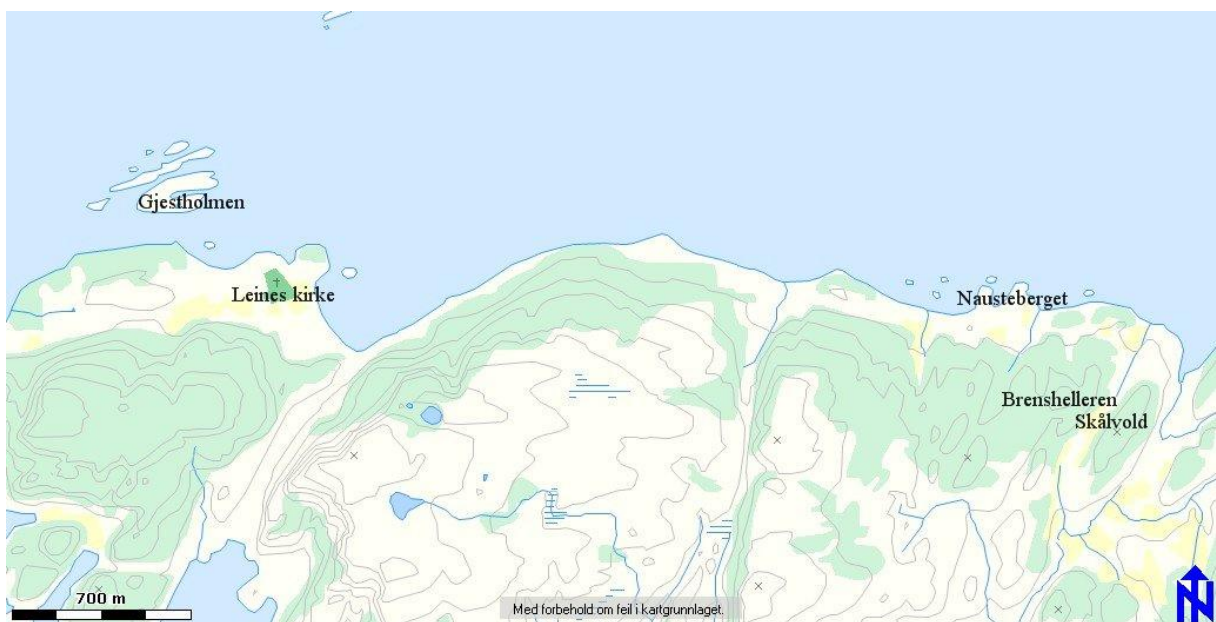 Gjestholmen
Leines kirke
Nausteberget
Brenshelleren
Skålvold
700 m
Med forbehold om feil i kartgrunnlaget.
N